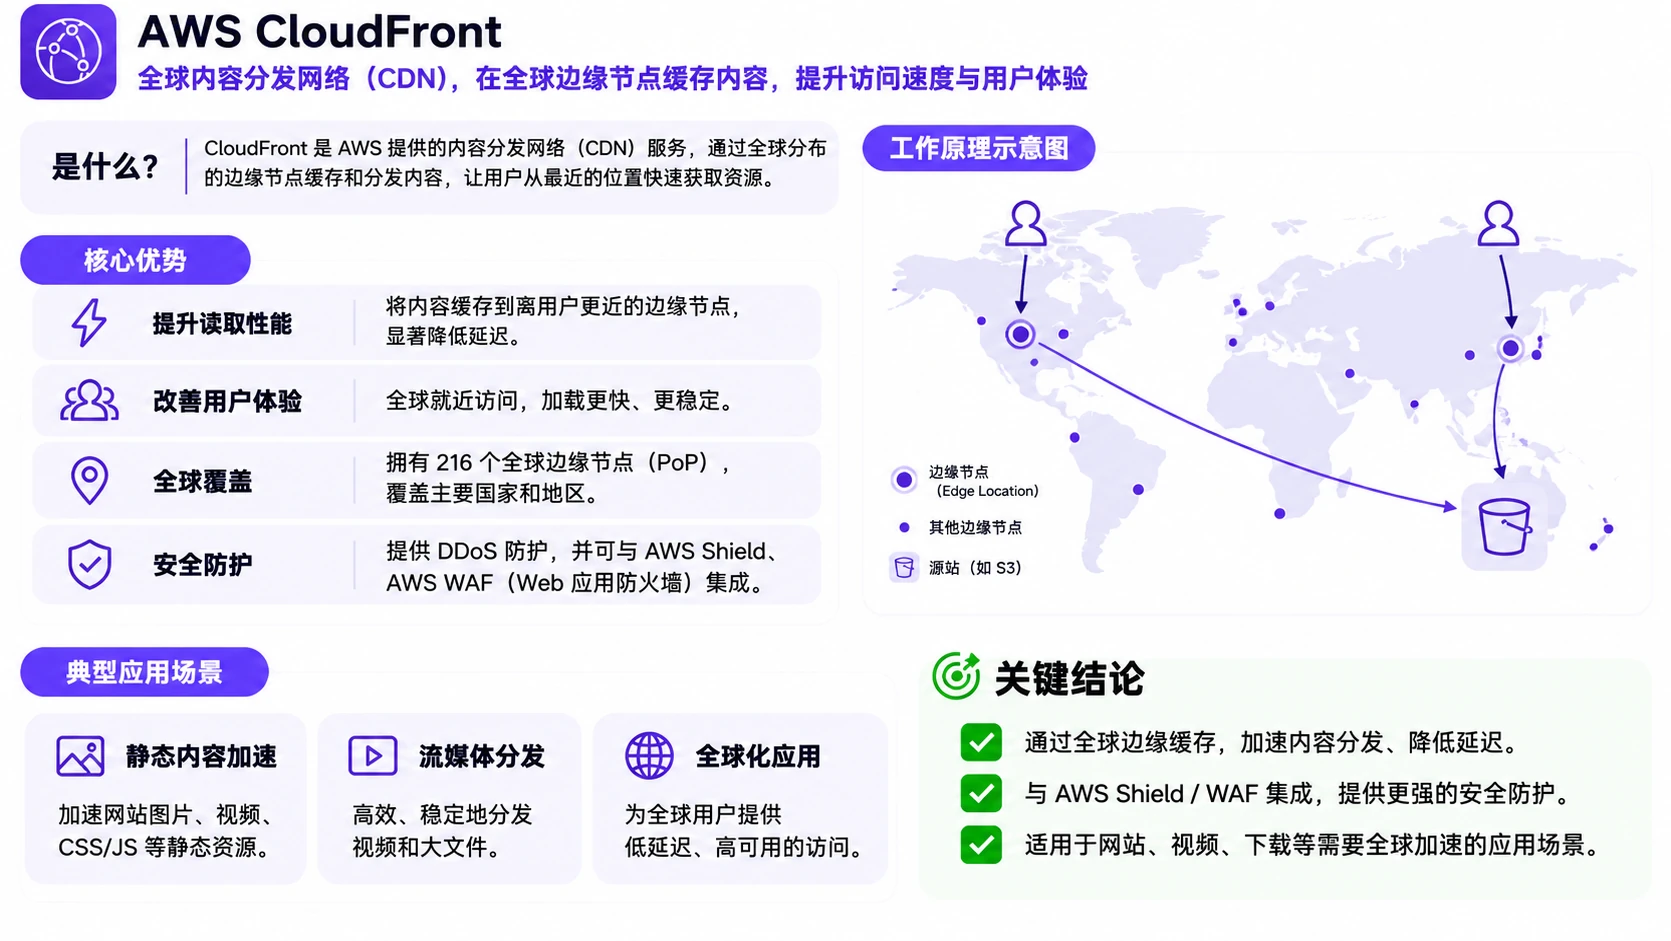 AWS CloudFront
全球内容分发网络（CDN），在全球边缘节点缓存内容，提升访问速度与用户体验
是什么？
CloudFront 是 AWS 提供的内容分发网络（CDN）服务，通过全球分布
的边缘节点缓存和分发内容，让用户从最近的位置快速获取资源。
核心优势
提升读取性能
将内容缓存到离用户更近的边缘节点，
显著降低延迟。
改善用户体验
全球就近访问，加载更快、更稳定。
全球覆盖
拥有 216 个全球边缘节点（PoP），
覆盖主要国家和地区。
安全防护
提供 DDoS 防护，并可与 AWS Shield、
AWS WAF（Web 应用防火墙）集成。
工作原理示意图
边缘节点
（Edge Location）
其他边缘节点
源站（如 S3）
典型应用场景
静态内容加速
加速网站图片、视频、
CSS/JS 等静态资源。
流媒体分发
高效、稳定地分发
视频和大文件。
全球化应用
为全球用户提供
低延迟、高可用的访问。
关键结论
通过全球边缘缓存，加速内容分发、降低延迟。
与 AWS Shield / WAF 集成，提供更强的安全防护。
适用于网站、视频、下载等需要全球加速的应用场景。